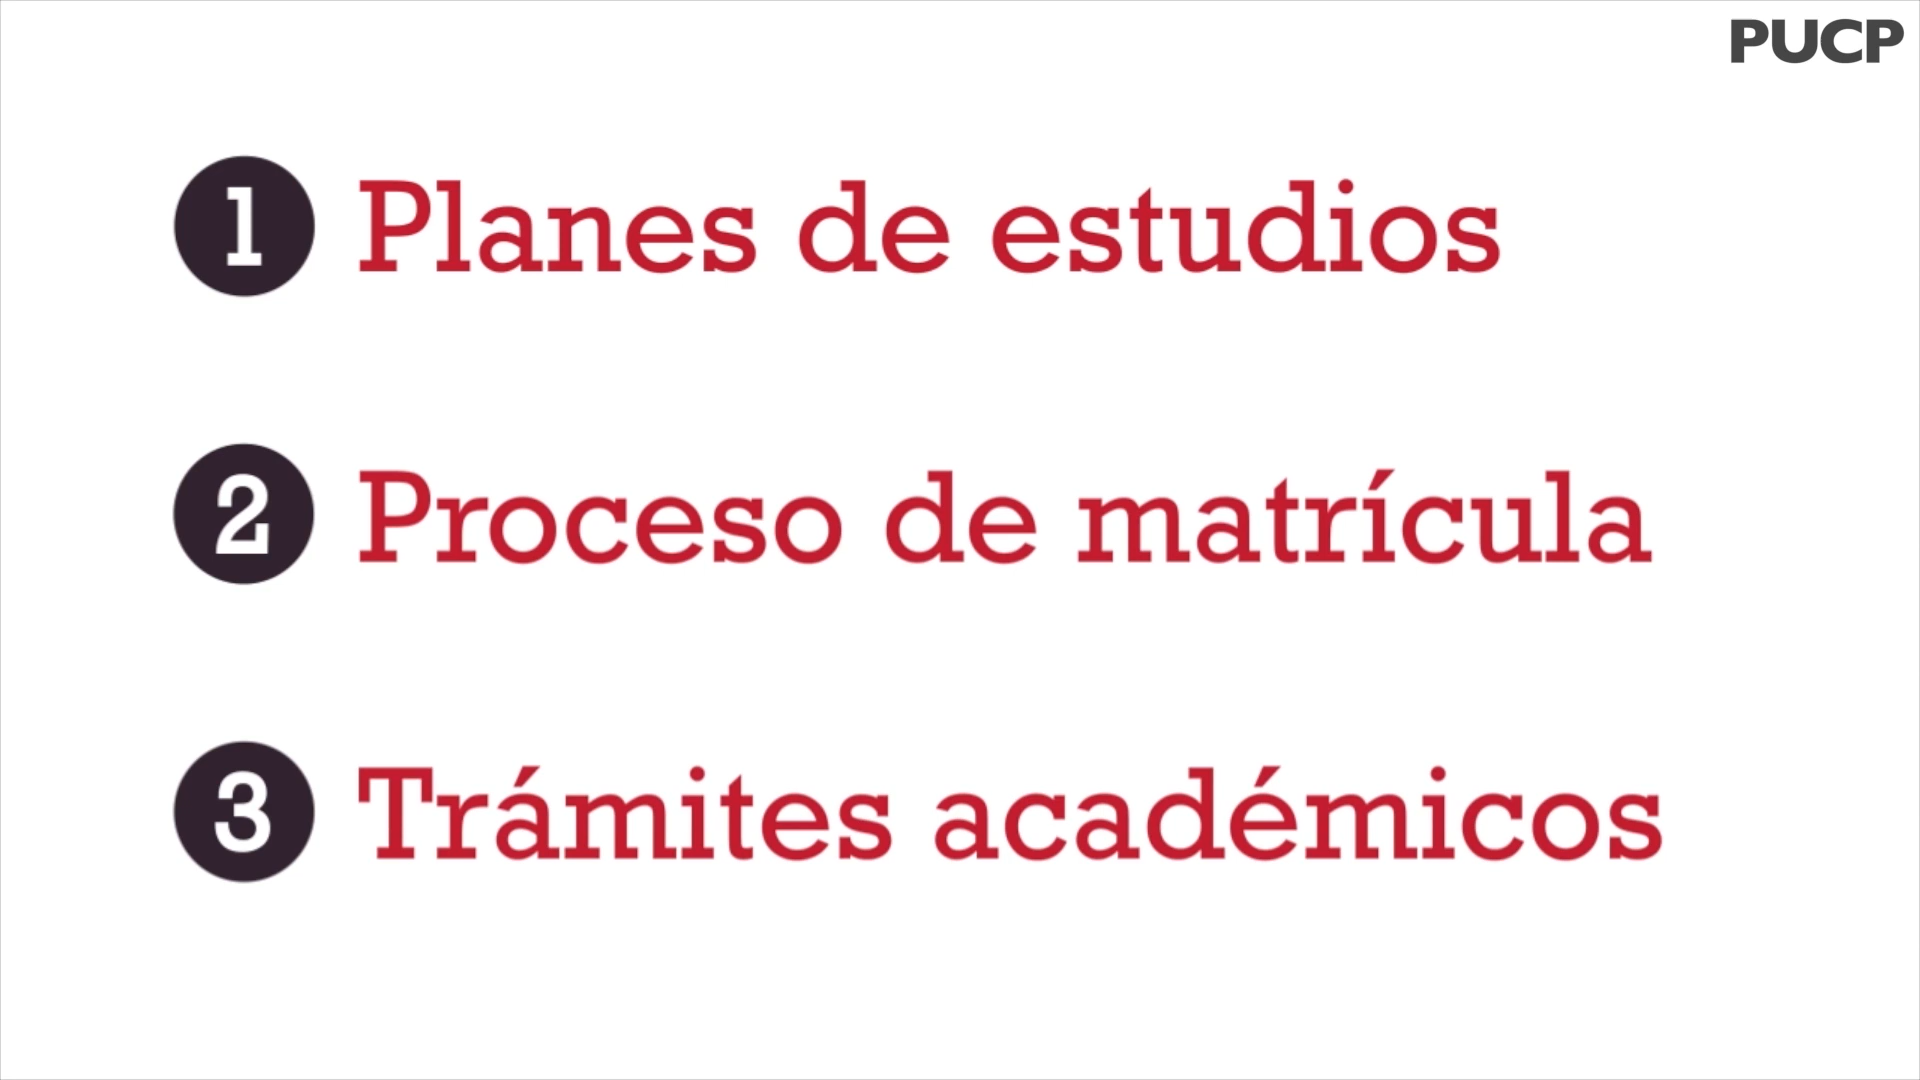 PUCP
1 Planes de estudios
2 Proceso de matrícula
3 Trámites académicos